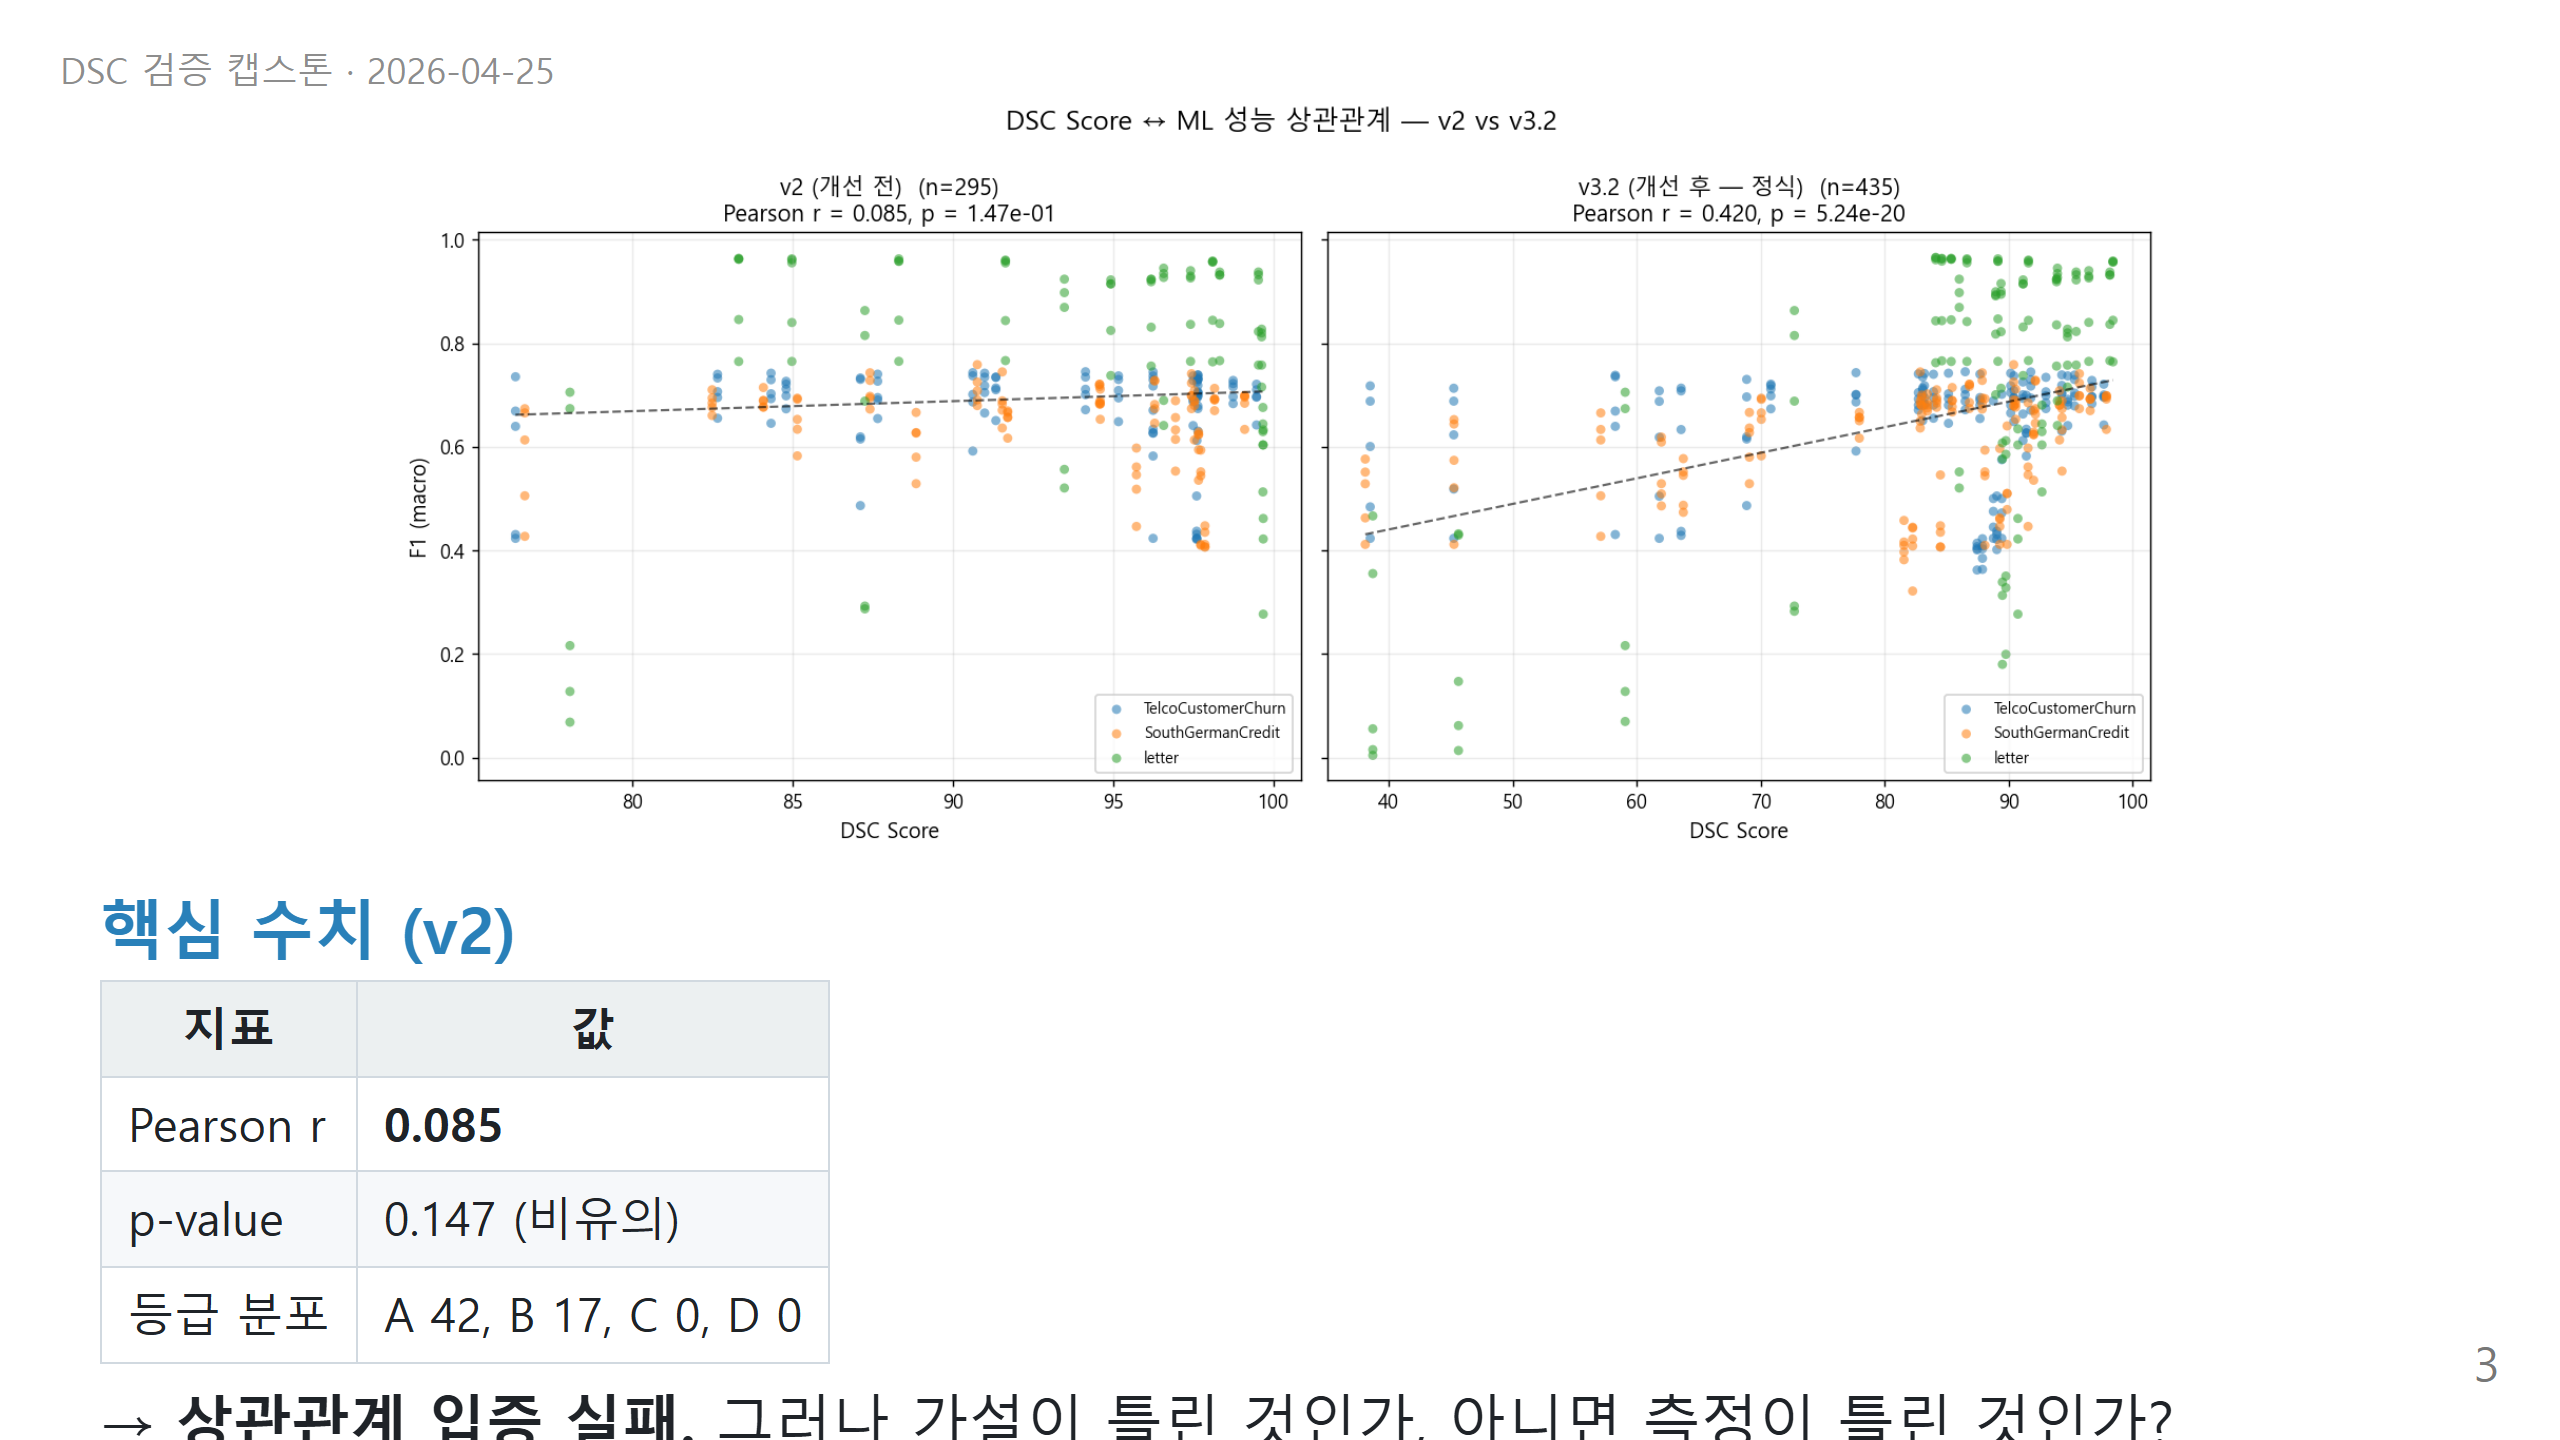 DSC 검증 캡스톤 · 2026-04-25
DSC Score ↔ ML 성능 상관관계 — v2 vs v3.2
v2 (개선 전) (n=295)
Pearson r = 0.085, p = 1.47e-01
F1 (macro)
1.0
0.8
0.6
0.4
0.2
0.0
80 85 90 95 100
DSC Score
TelcoCustomerChurn
SouthGermanCredit
letter
v3.2 (개선 후 — 정식) (n=435)
Pearson r = 0.420, p = 5.24e-20
40 50 60 70 80 90 100
DSC Score
TelcoCustomerChurn
SouthGermanCredit
letter
핵심 수치 (v2)
지표 값
Pearson r 0.085
p-value 0.147 (비유의)
등급 분포 A 42, B 17, C 0, D 0
→ 상관관계 입증 실패. 그러나 가설이 틀린 것인가, 아니면 측정이 틀린 것인가?
3